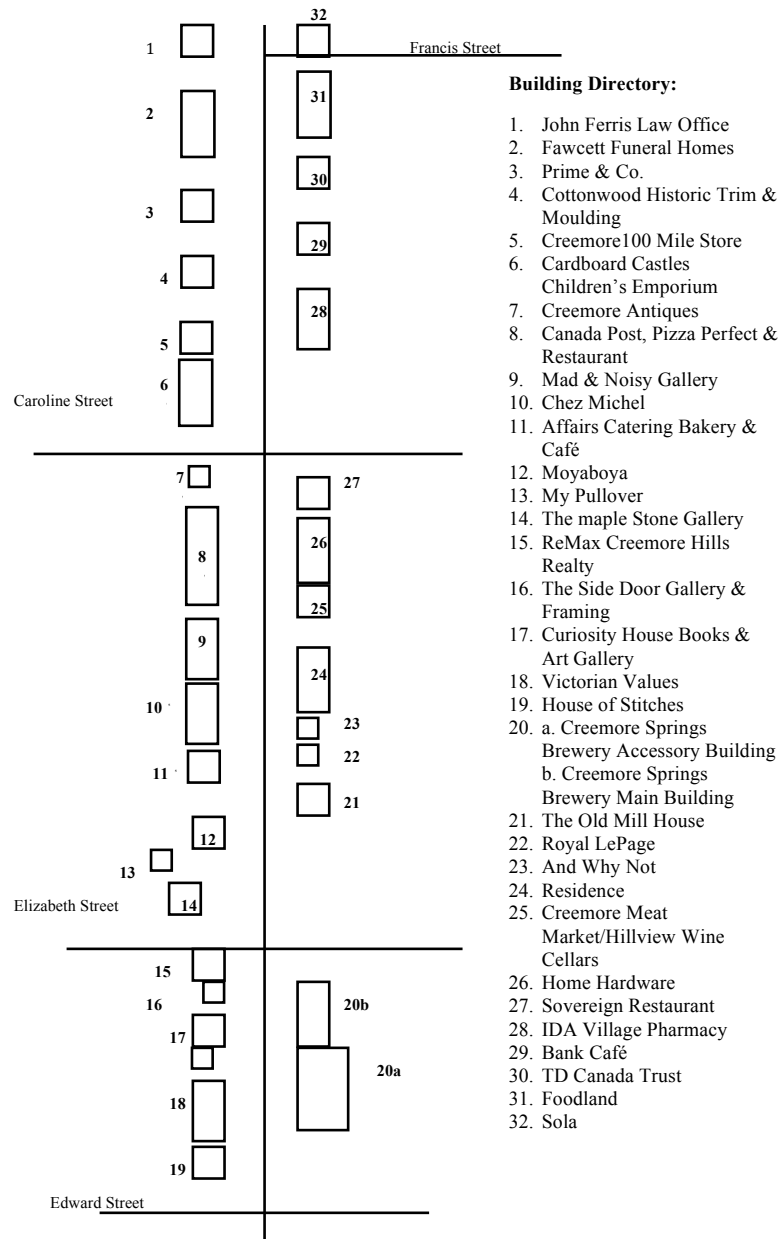 32
1
Francis Street
2
31
30
3
29
4
28
5
6
Caroline Street
7
27
8
26
25
9
24
10
23
22
11
21
12
13
Elizabeth Street
14
15
16
20b
17
20a
18
19
Edward Street
Building Directory:
1. John Ferris Law Office
2. Fawcett Funeral Homes
3. Prime & Co.
4. Cottonwood Historic Trim &
Moulding
5. Creemore100 Mile Store
6. Cardboard Castles
Children’s Emporium
7. Creemore Antiques
8. Canada Post, Pizza Perfect &
Restaurant
9. Mad & Noisy Gallery
10. Chez Michel
11. Affairs Catering Bakery &
Café
12. Moyaboya
13. My Pullover
14. The maple Stone Gallery
15. ReMax Creemore Hills
Realty
16. The Side Door Gallery &
Framing
17. Curiosity House Books &
Art Gallery
18. Victorian Values
19. House of Stitches
20. a. Creemore Springs
Brewery Accessory Building
b. Creemore Springs
Brewery Main Building
21. The Old Mill House
22. Royal LePage
23. And Why Not
24. Residence
25. Creemore Meat
Market/Hillview Wine
Cellars
26. Home Hardware
27. Sovereign Restaurant
28. IDA Village Pharmacy
29. Bank Café
30. TD Canada Trust
31. Foodland
32. Sola